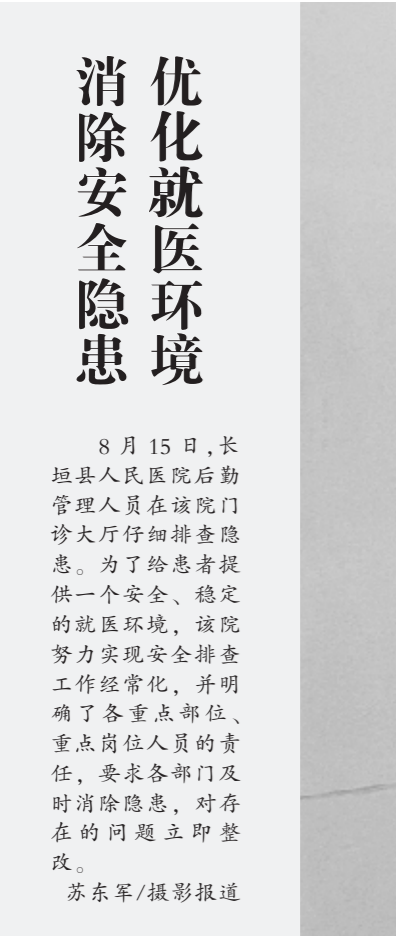 优化就医环境
消除安全隐患
8月15日,长
垣县人民医院后勤
管理人员在该院门
诊大厅仔细排查隐
患。为了给患者提
供一个安全、稳定
的就医环境，该院
努力实现安全排查
工作经常化，并明
确了各重点部位、
重点岗位人员的责
任，要求各部门及
时消除隐患，对存
在的问题立即整
改。
苏东军/摄影报道